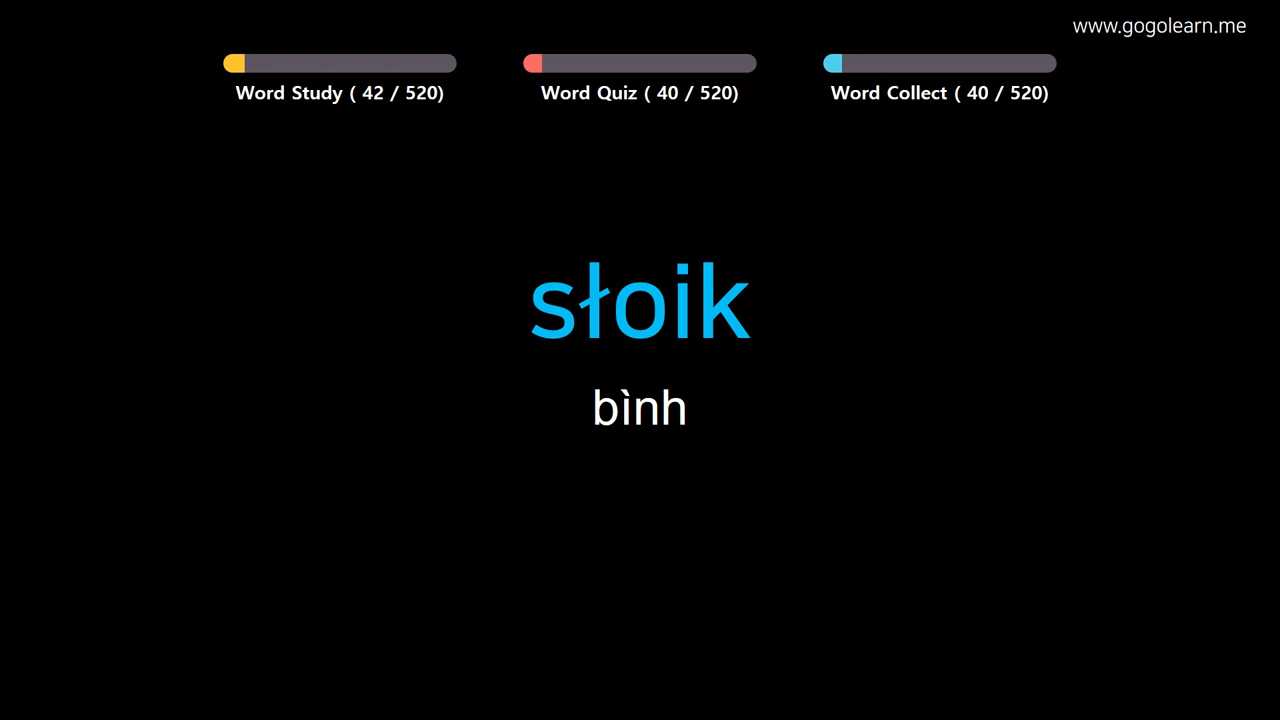 www.gogolearn.me
Word Study ( 42 / 520)
Word Quiz ( 40 / 520)
Word Collect ( 40 / 520)
słoik
bình